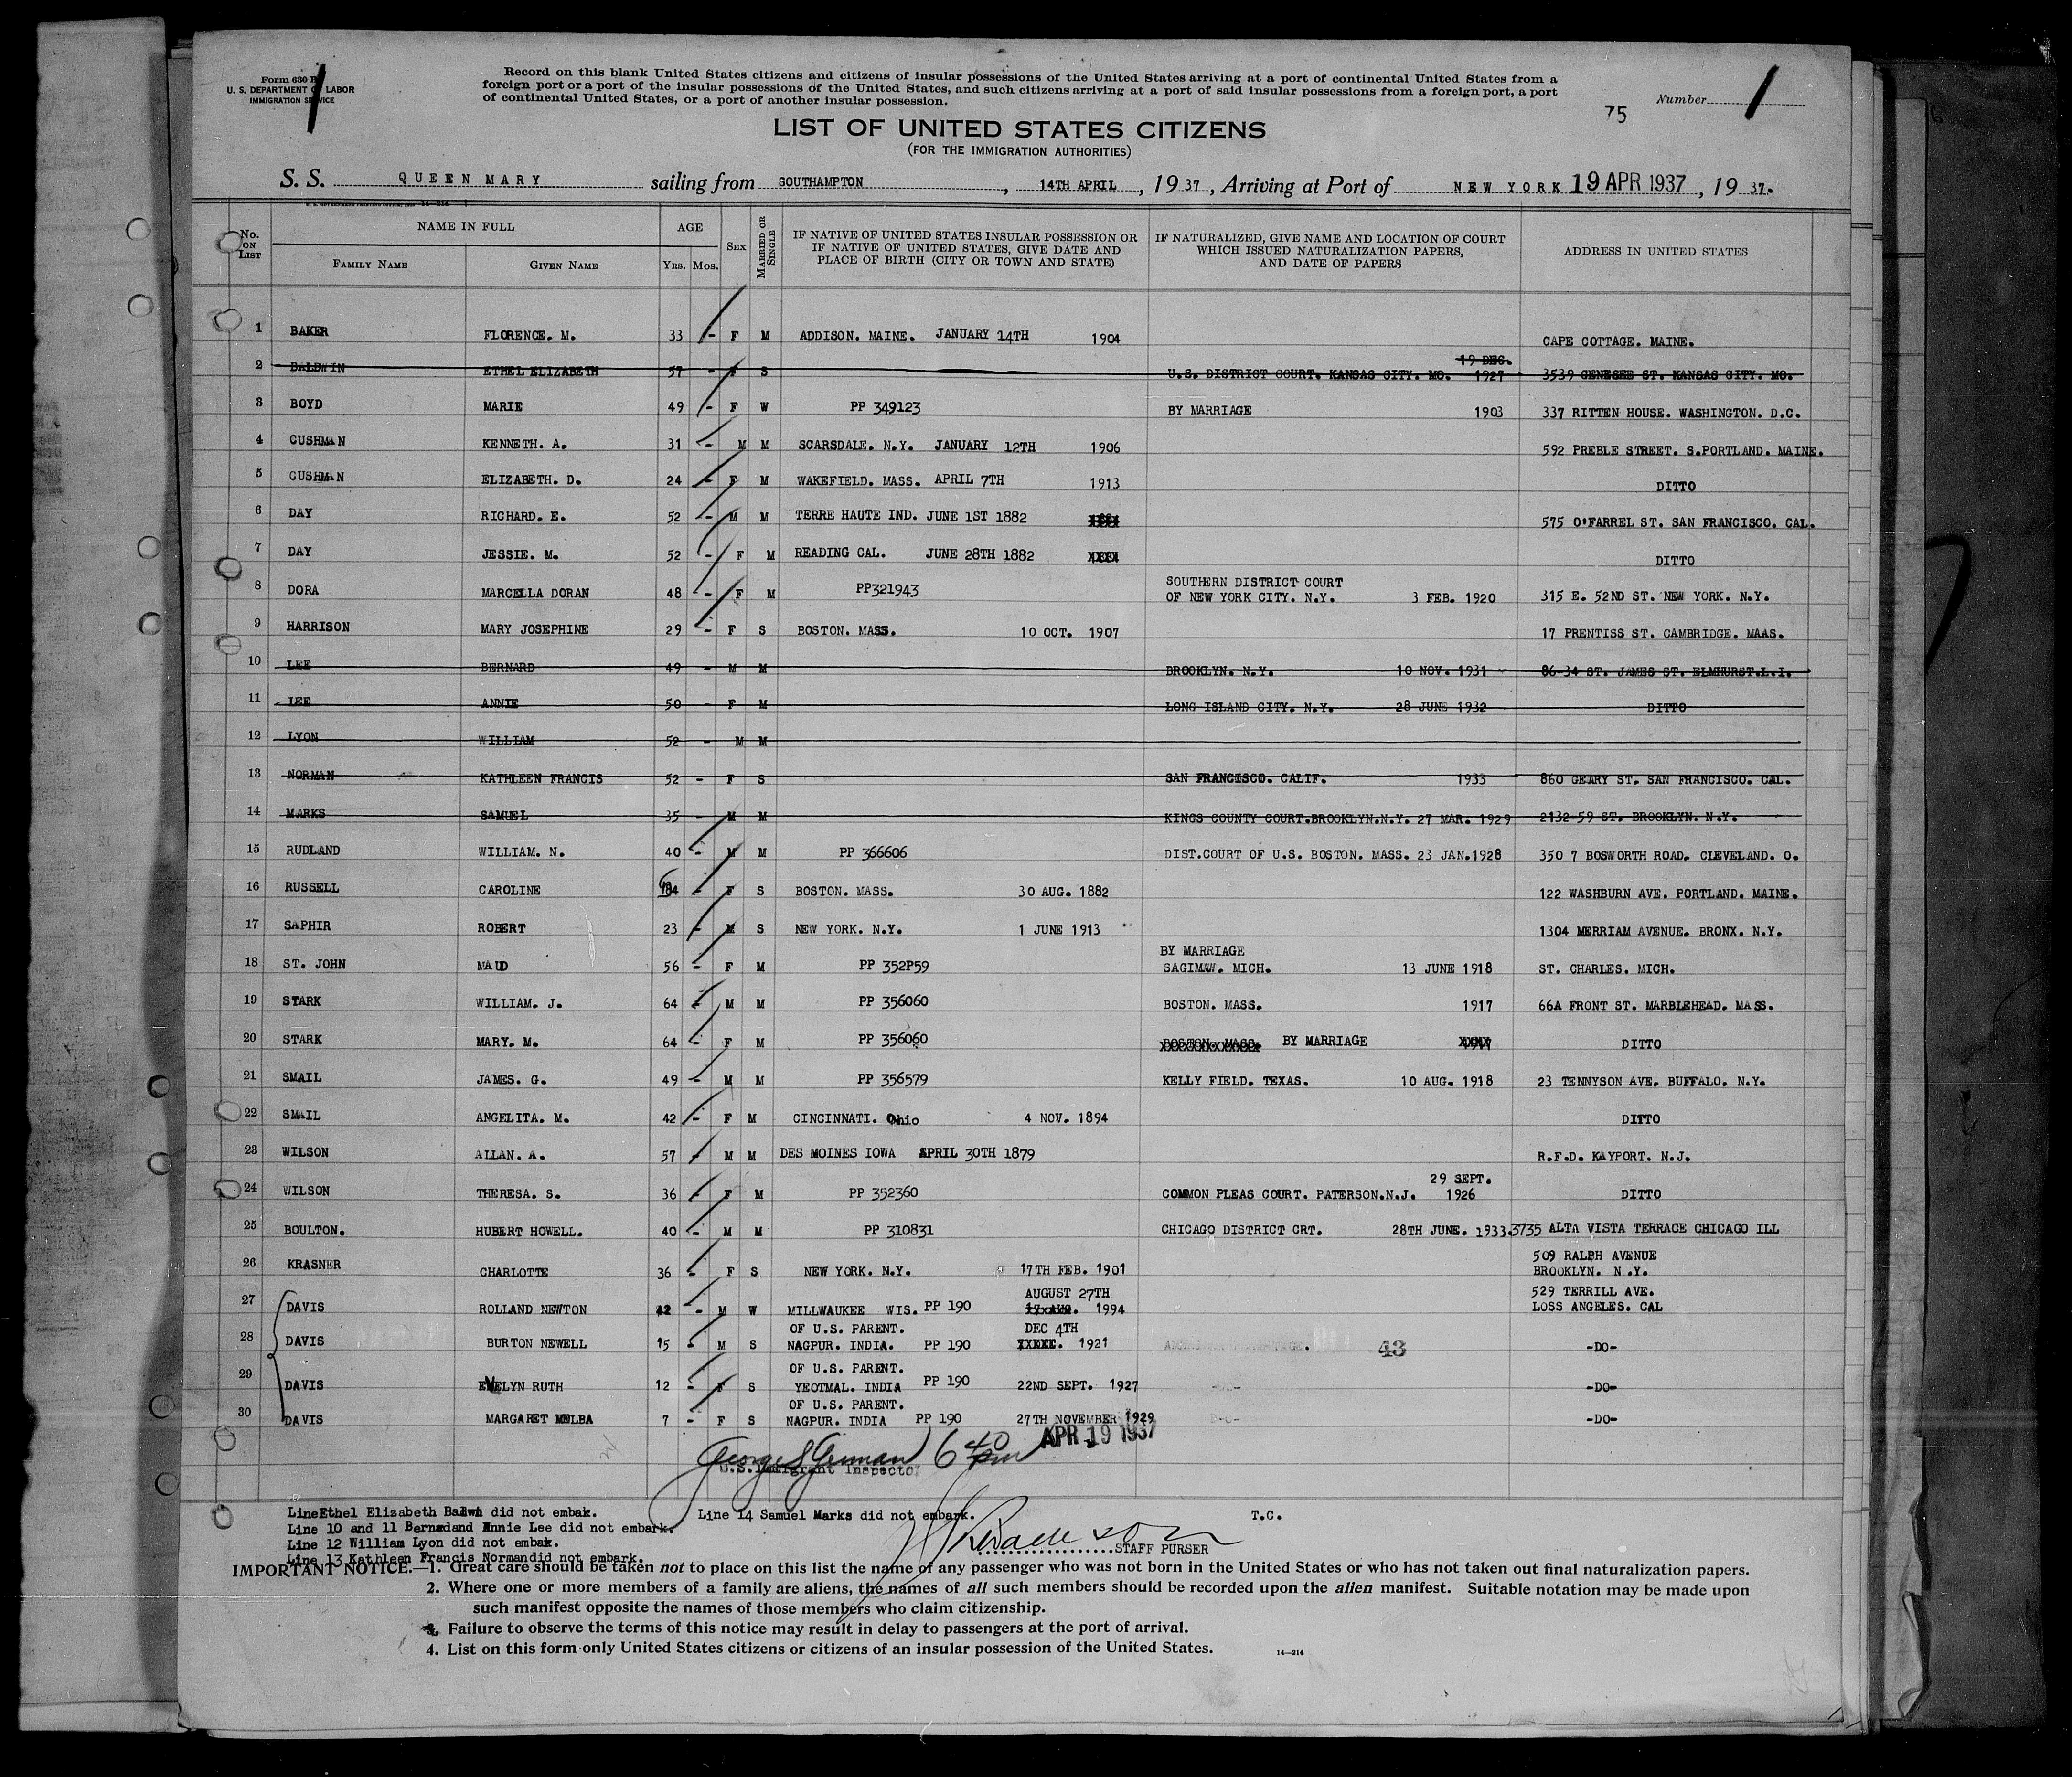 Form 630 B
U. S. DEPARTMENT OF LABOR
IMMIGRATION SERVICE
Record on this blank United States citizens and citizens of insular possessions of the United States arriving at a port of continental United States from a
foreign port or a port of the insular possessions of the United States, and such citizens arriving at a port of said insular possessions from a foreign port, a port
of continental United States, or a port of another insular possession.
Number 1
75
LIST OF UNITED STATES CITIZENS
(FOR THE IMMIGRATION AUTHORITIES)
S. S. QUEEN MARY sailing from SOUTHAMPTON, 14TH APRIL, 1937, Arriving at Port of NEW YORK 19 APR 1937, 1937.
No. ON LIST NAME IN FULL AGE SEX MARRIED OR SINGLE IF NATIVE OF UNITED STATES INSULAR POSSESSION OR IF NATIVE OF UNITED STATES, GIVE DATE AND PLACE OF BIRTH (CITY OR TOWN AND STATE) IF NATURALIZED, GIVE NAME AND LOCATION OF COURT WHICH ISSUED NATURALIZATION PAPERS, AND DATE OF PAPERS ADDRESS IN UNITED STATES
FAMILY NAME GIVEN NAME YRS. MOS.
1 BAKER FLORENCE. M. 33 - F M ADDISON. MAINE. JANUARY 14TH 1904 CAPE COTTAGE. MAINE.
2 BALDWIN ETHEL ELIZABETH 57 - F S U.S. DISTRICT COURT. KANSAS CITY. MO. 19 DEC. 1927 3539 GENESEE ST. KANSAS CITY. MO.
3 BOYD MARIE 49 - F W PP 349123 BY MARRIAGE 1903 337 RITTEN HOUSE. WASHINGTON. D.C.
4 CUSHMAN KENNETH. A. 31 - M M SCARSDALE. N.Y. JANUARY 12TH 1906 592 PREBLE STREET. S.PORTLAND. MAINE.
5 CUSHMAN ELIZABETH. D. 24 - F M WAKEFIELD. MASS. APRIL 7TH 1913 DITTO
6 DAY RICHARD. E. 52 - M M TERRE HAUTE IND. JUNE 1ST 1882 575 O'FARREL ST. SAN FRANCISCO. CAL.
7 DAY JESSIE. M. 52 - F M READING CAL. JUNE 28TH 1882 DITTO
8 DORA MARCELLA DORAN 48 - F M PP321943 SOUTHERN DISTRICT COURT OF NEW YORK CITY. N.Y. 3 FEB. 1920 315 E. 52ND ST. NEW YORK. N.Y.
9 HARRISON MARY JOSEPHINE 29 - F S BOSTON. MASS. 10 OCT. 1907 17 PRENTISS ST. CAMBRIDGE. MAAS.
10 LEE BERNARD 49 - M M BROOKLYN. N.Y. 10 NOV. 1931 86-34 ST. JAMES ST. ELMHURST.L.I.
11 LEE ANNIE 50 - F M LONG ISLAND CITY. N.Y. 28 JUNE 1932 DITTO
12 LYON WILLIAM 52 - M M
13 NORMAN KATHLEEN FRANCIS 52 - F S SAN FRANCISCO. CALIF. 1933 860 GEARY ST. SAN FRANCISCO. CAL.
14 MARKS SAMUEL 35 - M M KINGS COUNTY COURT.BROOKLYN.N.Y. 27 MAR. 1929 2132-59 ST. BROOKLYN. N.Y.
15 RUDLAND WILLIAM. N. 40 - M M PP 366606 DIST.COURT OF U.S. BOSTON. MASS. 23 JAN.1928 350 7 BOSWORTH ROAD. CLEVELAND. O.
16 RUSSELL CAROLINE - F S BOSTON. MASS. 30 AUG. 1882 122 WASHBURN AVE. PORTLAND. MAINE.
17 SAPHIR ROBERT 23 - M S NEW YORK. N.Y. 1 JUNE 1913 1304 MERRIAM AVENUE. BRONX. N.Y.
18 ST. JOHN MAUD 56 - F M PP 352P59 BY MARRIAGE SAGIMAW. MICH. 13 JUNE 1918 ST. CHARLES. MICH.
19 STARK WILLIAM. J. 64 - M M PP 356060 BOSTON. MASS. 1917 66A FRONT ST. MARBLEHEAD. MASS.
20 STARK MARY. M. 64 - F M PP 356060 BOSTON. MASS. BY MARRIAGE 1917 DITTO
21 SMAIL JAMES. G. 49 - M M PP 356579 KELLY FIELD. TEXAS. 10 AUG. 1918 23 TENNYSON AVE. BUFFALO. N.Y.
22 SMAIL ANGELITA. M. 42 - F M CINCINNATI. Ohio 4 NOV. 1894 DITTO
23 WILSON ALLAN. A. 57 - M M DES MOINES IOWA APRIL 30TH 1879 R.F.D. KAYPORT. N.J.
24 WILSON THERESA. S. 36 - F M PP 352360 COMMON PLEAS COURT. PATERSON.N.J. 29 SEPT. 1926 DITTO
25 BOULTON. HUBERT HOWELL. 40 - M M PP 310831 CHICAGO DISTRICT CRT. 28TH JUNE. 1933. 3735 ALTA VISTA TERRACE CHICAGO ILL
26 KRASNER CHARLOTTE 36 - F S NEW YORK. N.Y. 17TH FEB. 1901 509 RALPH AVENUE BROOKLYN. N.Y.
27 DAVIS ROLLAND NEWTON 42 - M W MILLWAUKEE WIS. PP 190 AUGUST 27TH 1994 529 TERRILL AVE. LOSS ANGELES. CAL
28 DAVIS BURTON NEWELL 15 - M S OF U.S. PARENT. NAGPUR. INDIA. PP 190 DEC 4TH 1921 43 -DO-
29 DAVIS EVELYN RUTH 12 - F S OF U.S. PARENT. YEOTMAL. INDIA PP 190 22ND SEPT. 1927 -DO-
30 DAVIS MARGARET MELBA 7 - F S OF U.S. PARENT. NAGPUR. INDIA PP 190 27TH NOVEMBER 1929 -DO-
APR 19 1937
George S German 6 40 pm
U.S. Immigrant Inspector
LineEthel Elizabeth Badwn did not embak. Line 14 Samuel Marks did not embark. T.C.
Line 10 and 11 Bernadand Annie Lee did not embark.
Line 12 William Lyon did not embak.
STAFF PURSER
Line 13 Kathleen Francis Normandid not embark.
IMPORTANT NOTICE.—1. Great care should be taken not to place on this list the name of any passenger who was not born in the United States or who has not taken out final naturalization papers.
2. Where one or more members of a family are aliens, the names of all such members should be recorded upon the alien manifest. Suitable notation may be made upon
such manifest opposite the names of those members who claim citizenship.
3. Failure to observe the terms of this notice may result in delay to passengers at the port of arrival.
4. List on this form only United States citizens or citizens of an insular possession of the United States.
14—214